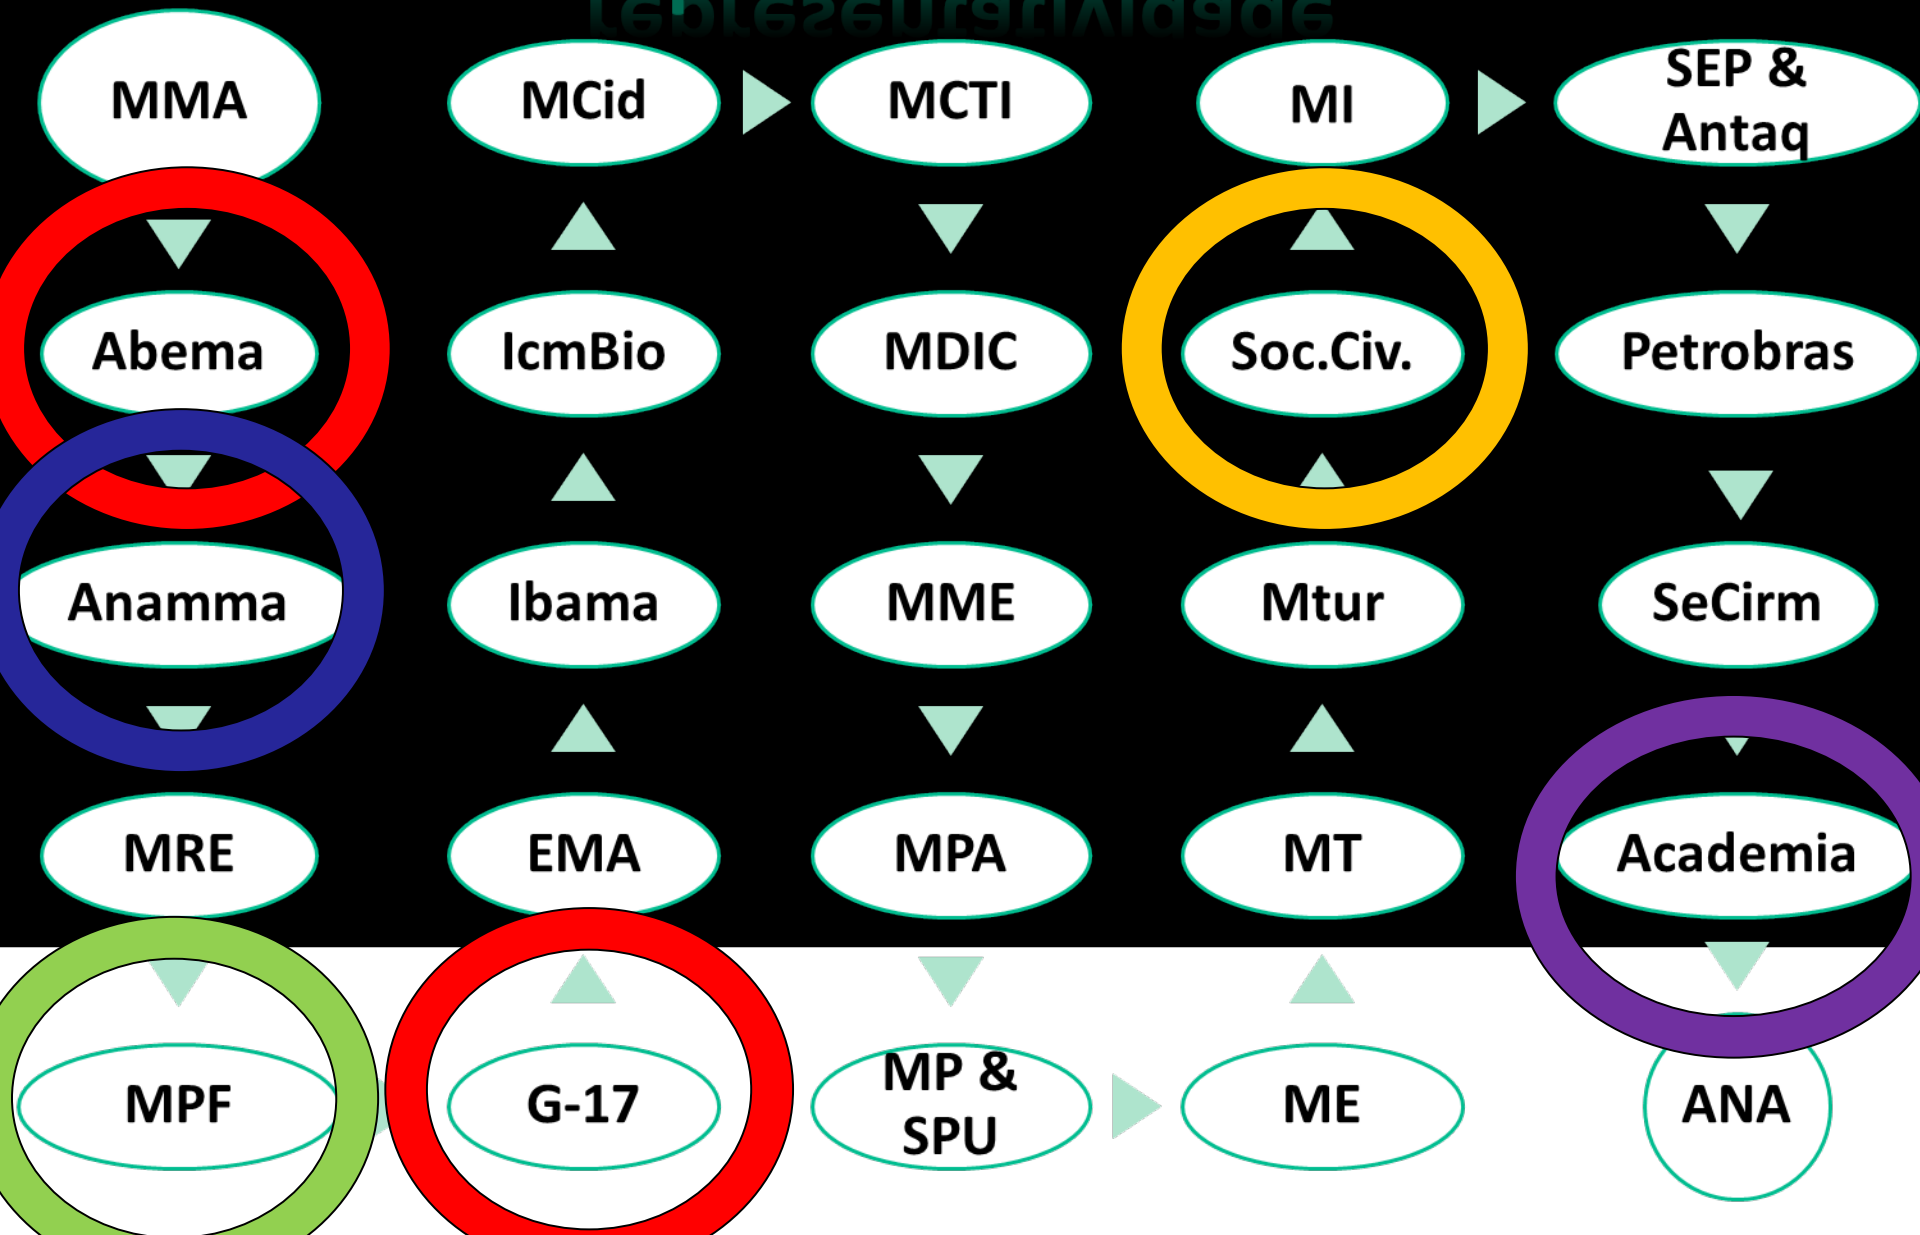 representatividade
MMA
MCid
MCTI
MI
SEP &
Antaq
Abema
IcmBio
MDIC
Soc.Civ.
Petrobras
Anamma
Ibama
MME
Mtur
SeCirm
MRE
EMA
MPA
MT
Academia
MPF
G-17
MP &
SPU
ME
ANA